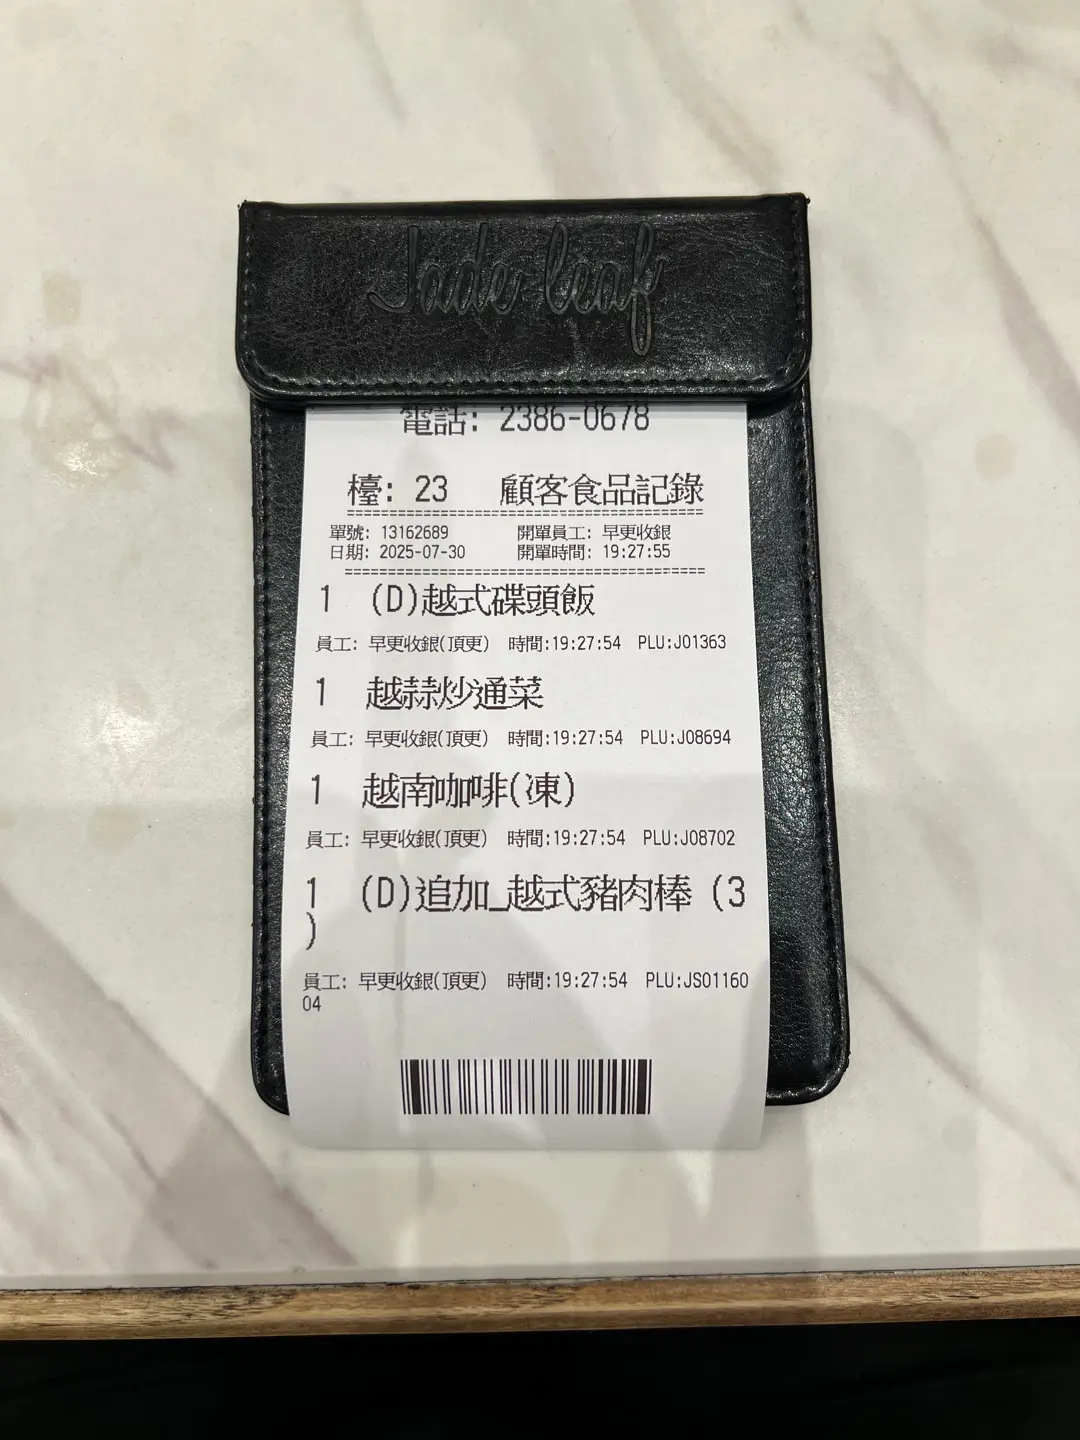 Jade leaf
電話: 2386-0678
檯: 23 顧客食品記錄
單號: 13162689 開單員工: 早更收銀
日期: 2025-07-30 開單時間: 19:27:55
1 (D)越式碟頭飯
員工: 早更收銀(頂更) 時間:19:27:54 PLU:J01363
1 越蒜炒通菜
員工: 早更收銀(頂更) 時間:19:27:54 PLU:J08694
1 越南咖啡(凍)
員工: 早更收銀(頂更) 時間:19:27:54 PLU:J08702
1 (D)追加_越式豬肉棒 (3
)
員工: 早更收銀(頂更) 時間:19:27:54 PLU:JS01160
04